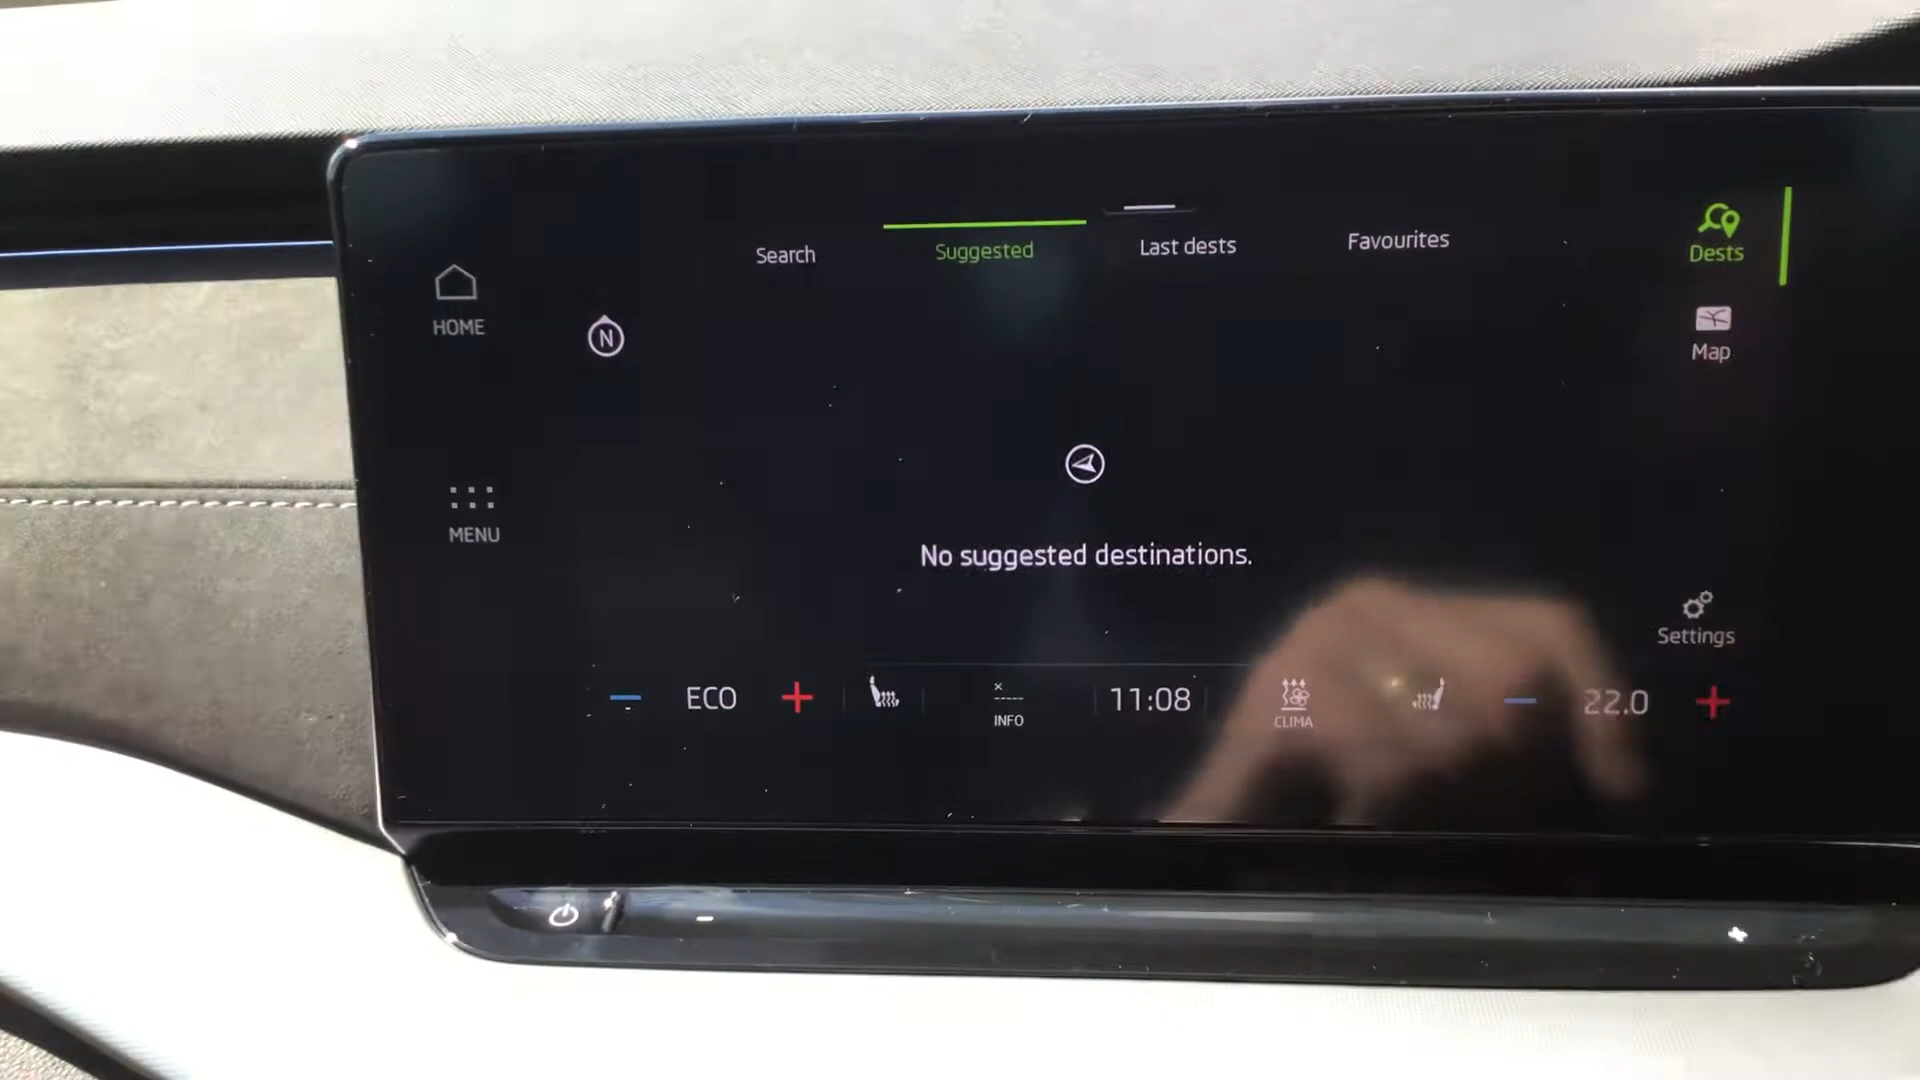 Search
Suggested
Last dests
Favourites
Dests
HOME
N
Map
MENU
No suggested destinations.
Settings
ECO
INFO
11:08
CLIMA
22.0